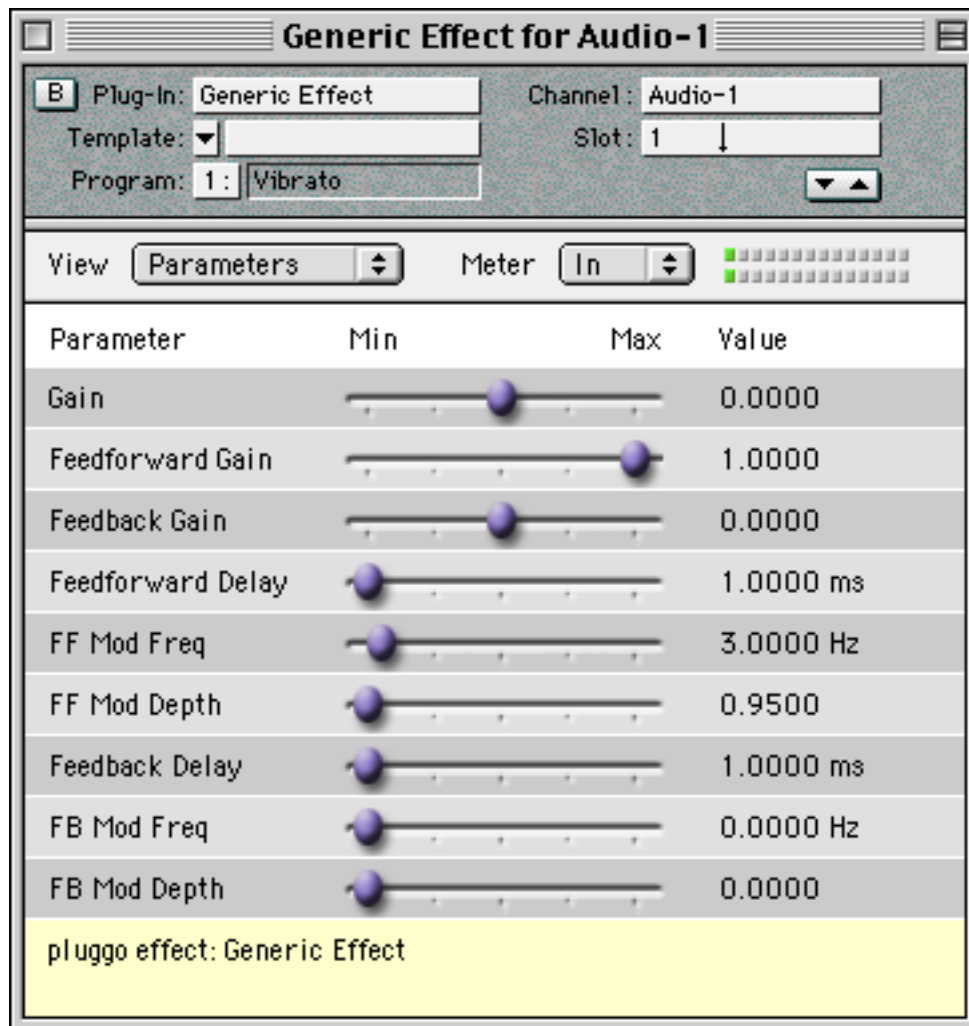 Generic Effect for Audio-1
B Plug-In: Generic Effect Channel: Audio-1
Template: Slot: 1
Program: 1: Vibrato
View Parameters Meter In
Parameter Min Max Value
Gain 0.0000
Feedforward Gain 1.0000
Feedback Gain 0.0000
Feedforward Delay 1.0000 ms
FF Mod Freq 3.0000 Hz
FF Mod Depth 0.9500
Feedback Delay 1.0000 ms
FB Mod Freq 0.0000 Hz
FB Mod Depth 0.0000
pluggo effect: Generic Effect